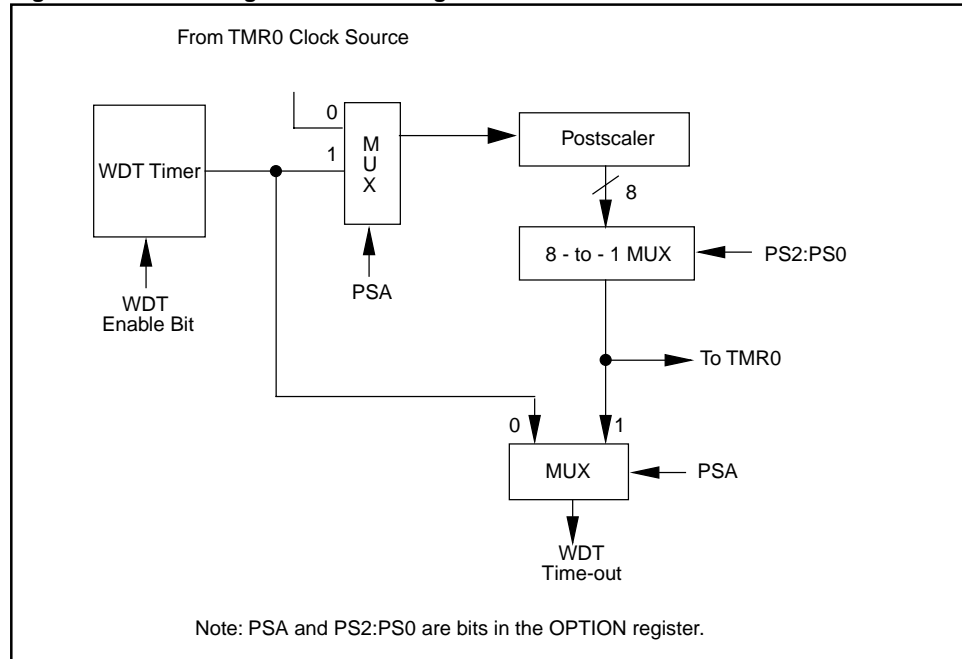 From TMR0 Clock Source
0
M
U
X
1
WDT Timer
Postscaler
8
8 - to - 1 MUX
PS2:PS0
PSA
WDT
Enable Bit
To TMR0
0
1
MUX
PSA
WDT
Time-out
Note: PSA and PS2:PS0 are bits in the OPTION register.